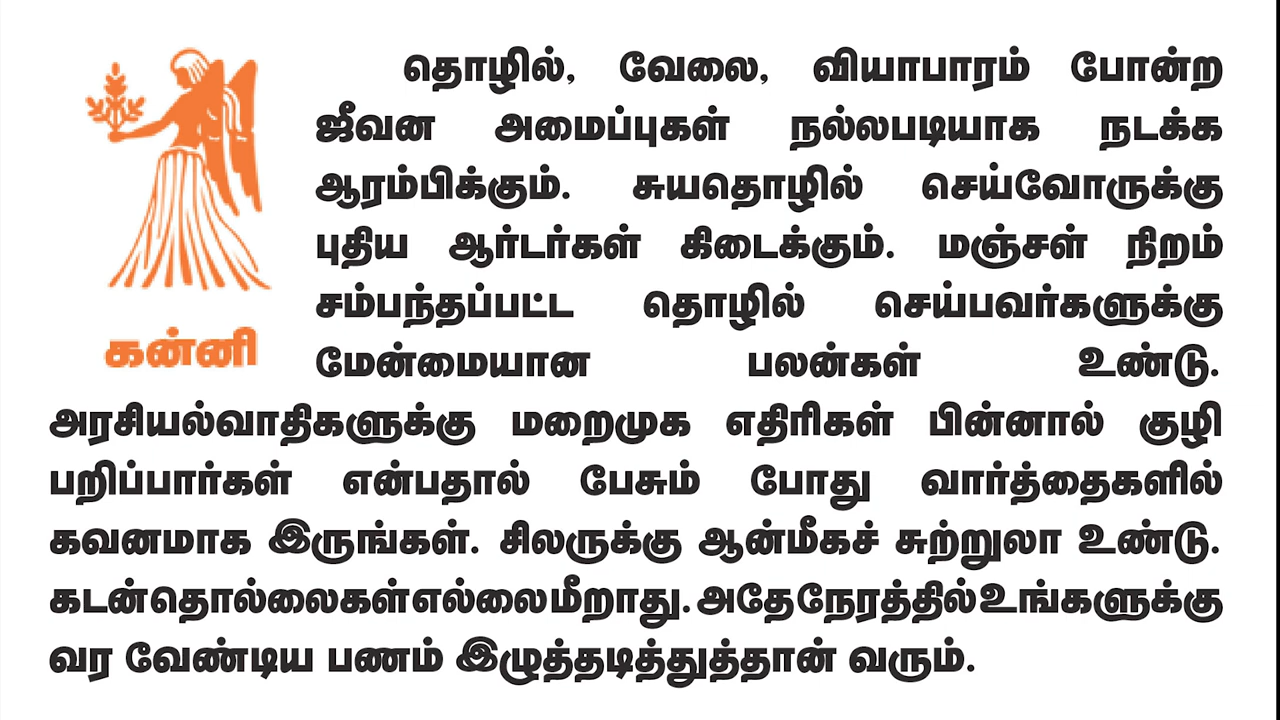 தொழில், வேலை, வியாபாரம் போன்ற
ஜீவன அமைப்புகள் நல்லபடியாக நடக்க
ஆரம்பிக்கும். சுயதொழில் செய்வோருக்கு
புதிய ஆர்டர்கள் கிடைக்கும். மஞ்சள் நிறம்
சம்பந்தப்பட்ட தொழில் செய்பவர்களுக்கு
மேன்மையான பலன்கள் உண்டு.
கன்னி
அரசியல்வாதிகளுக்கு மறைமுக எதிரிகள் பின்னால் குழி
பறிப்பார்கள் என்பதால் பேசும் போது வார்த்தைகளில்
கவனமாக இருங்கள். சிலருக்கு ஆன்மீகச் சுற்றுலா உண்டு.
கடன்தொல்லைகள்எல்லைமீறாது.அதேநேரத்தில்உங்களுக்கு
வர வேண்டிய பணம் இழுத்தடித்துத்தான் வரும்.